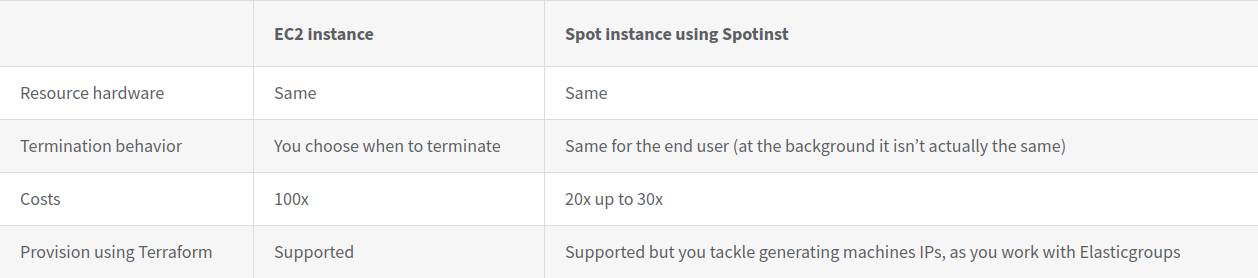 EC2 instance Spot instance using Spotinst
Resource hardware Same Same
Termination behavior You choose when to terminate Same for the end user (at the background it isn’t actually the same)
Costs 100x 20x up to 30x
Provision using Terraform Supported Supported but you tackle generating machines IPs, as you work with Elasticgroups